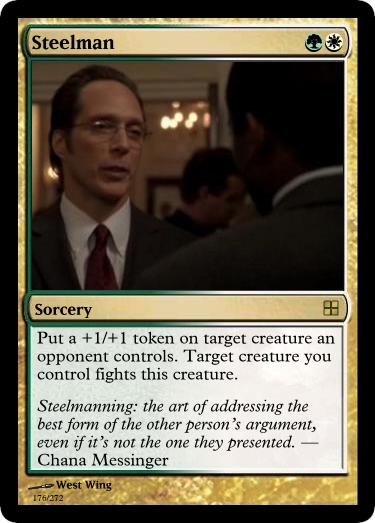 Steelman
Sorcery
Put a +1/+1 token on target creature an
opponent controls. Target creature you
control fights this creature.
Steelmanning: the art of addressing the
best form of the other person's argument,
even if it's not the one they presented. —
Chana Messinger
West Wing
176/272